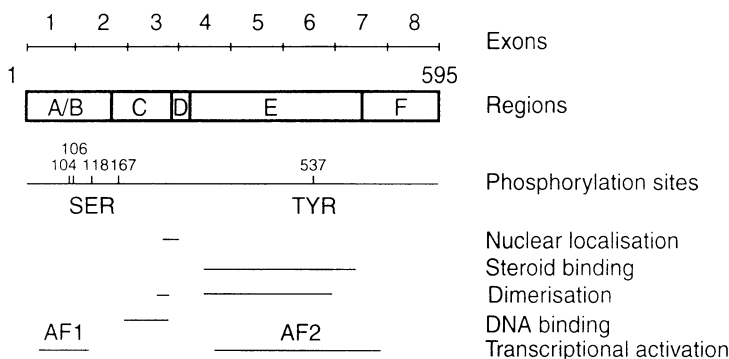 1 2 3 4 5 6 7 8 Exons
1 595
A/B C D E F Regions
106
104 118 167 537
Phosphorylation sites
SER TYR
Nuclear localisation
Steroid binding
Dimerisation
DNA binding
AF1 AF2 Transcriptional activation